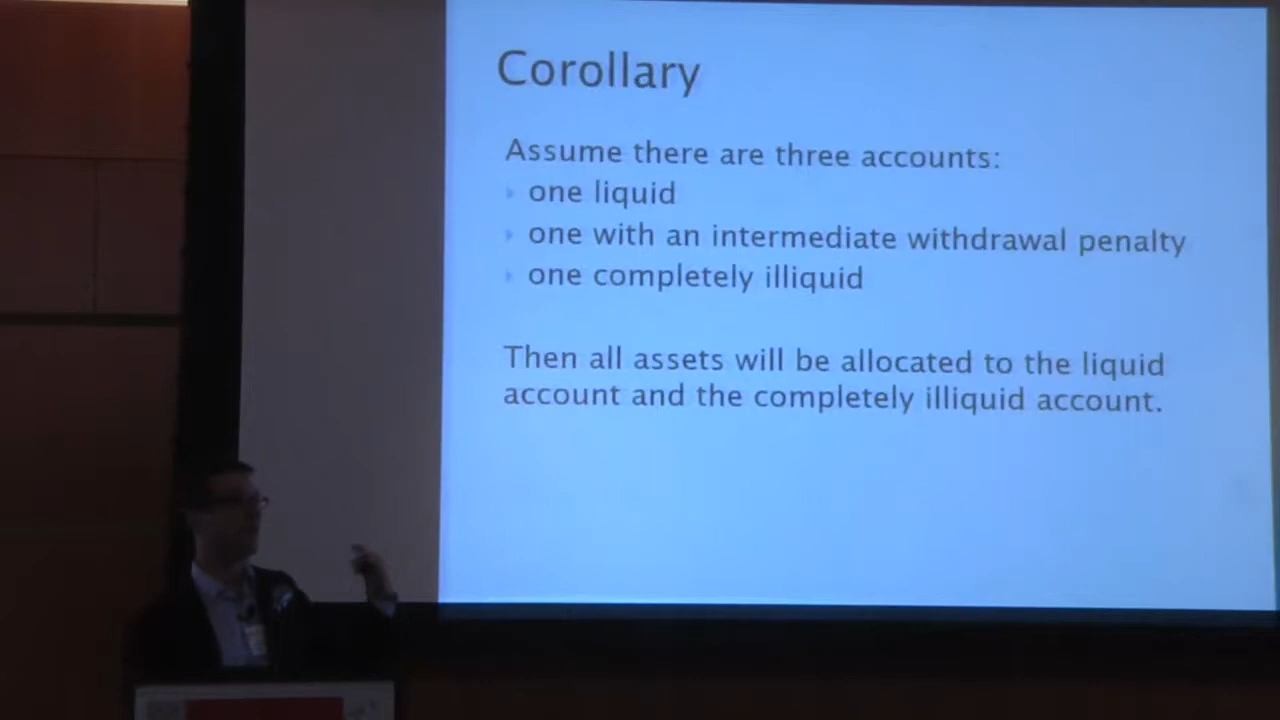 Corollary
Assume there are three accounts:
one liquid
one with an intermediate withdrawal penalty
one completely illiquid
Then all assets will be allocated to the liquid
account and the completely illiquid account.